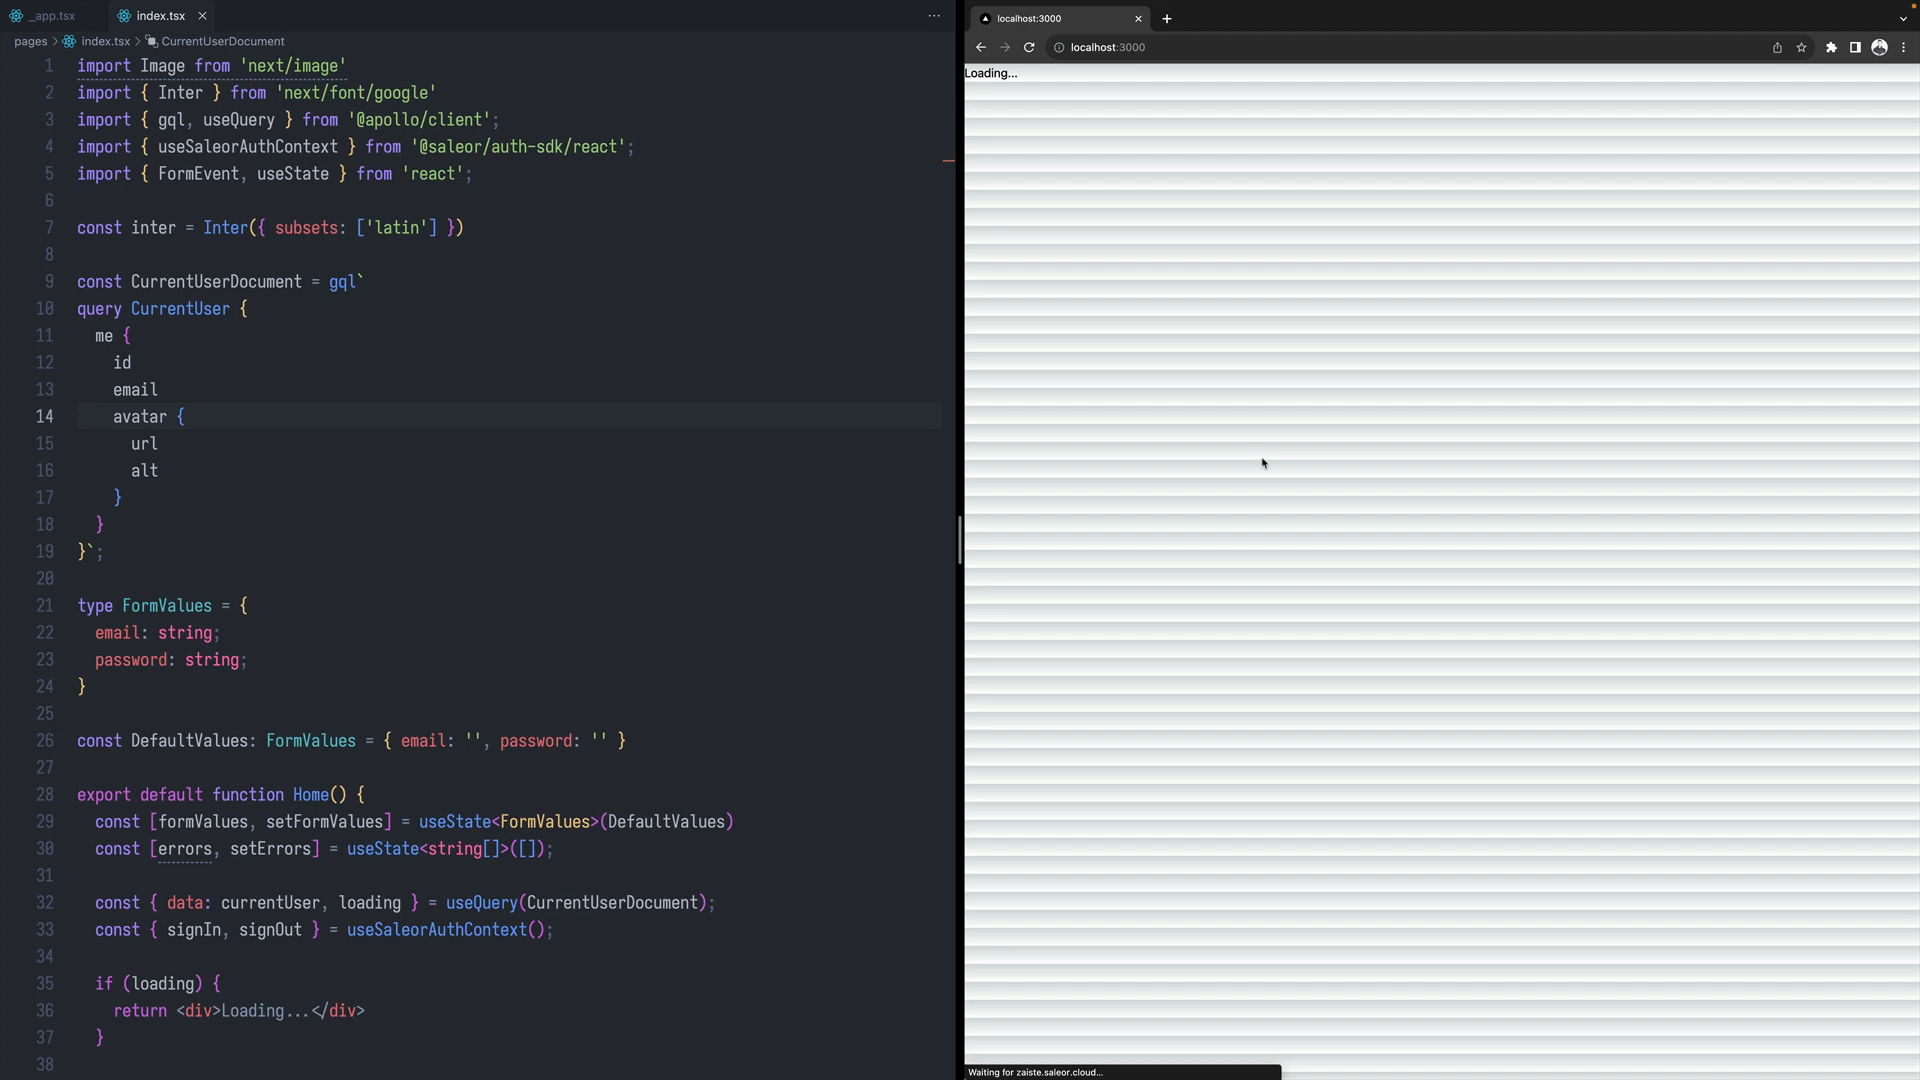 _app.tsx
index.tsx
pages > index.tsx > CurrentUserDocument
1 import Image from 'next/image'
2 import { Inter } from 'next/font/google'
3 import { gql, useQuery } from '@apollo/client';
4 import { useSaleorAuthContext } from '@saleor/auth-sdk/react';
5 import { FormEvent, useState } from 'react';
6
7 const inter = Inter({ subsets: ['latin'] })
8
9 const CurrentUserDocument = gql`
10 query CurrentUser {
11 me {
12 id
13 email
14 avatar {
15 url
16 alt
17 }
18 }
19 }`;
20
21 type FormValues = {
22 email: string;
23 password: string;
24 }
25
26 const DefaultValues: FormValues = { email: '', password: '' }
27
28 export default function Home() {
29 const [formValues, setFormValues] = useState<FormValues>(DefaultValues)
30 const [errors, setErrors] = useState<string[]>([]);
31
32 const { data: currentUser, loading } = useQuery(CurrentUserDocument);
33 const { signIn, signOut } = useSaleorAuthContext();
34
35 if (loading) {
36 return <div>Loading...</div>
37 }
38
localhost:3000
localhost:3000
Loading...
Waiting for zaiste.saleor.cloud...